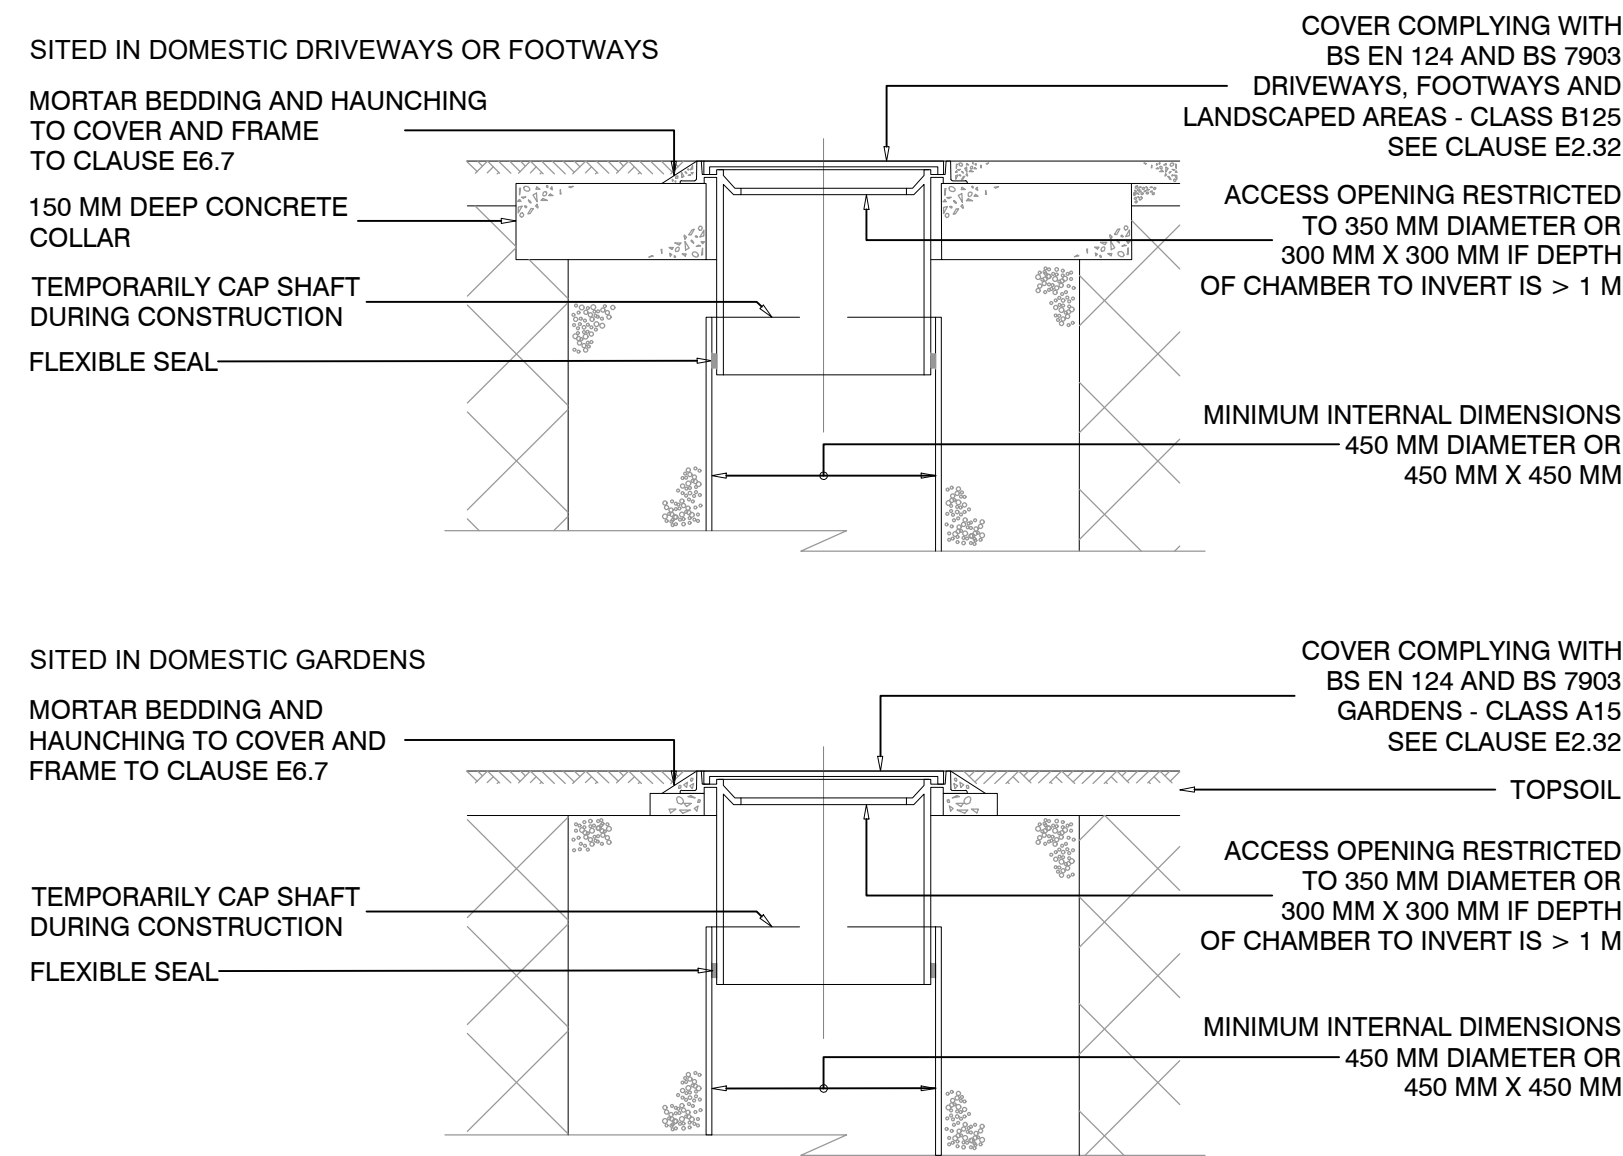 SITED IN DOMESTIC DRIVEWAYS OR FOOTWAYS
MORTAR BEDDING AND HAUNCHING
TO COVER AND FRAME
TO CLAUSE E6.7
150 MM DEEP CONCRETE
COLLAR
TEMPORARILY CAP SHAFT
DURING CONSTRUCTION
FLEXIBLE SEAL
COVER COMPLYING WITH
BS EN 124 AND BS 7903
DRIVEWAYS, FOOTWAYS AND
LANDSCAPED AREAS - CLASS B125
SEE CLAUSE E2.32
ACCESS OPENING RESTRICTED
TO 350 MM DIAMETER OR
300 MM X 300 MM IF DEPTH
OF CHAMBER TO INVERT IS > 1 M
MINIMUM INTERNAL DIMENSIONS
450 MM DIAMETER OR
450 MM X 450 MM
SITED IN DOMESTIC GARDENS
MORTAR BEDDING AND
HAUNCHING TO COVER AND
FRAME TO CLAUSE E6.7
TEMPORARILY CAP SHAFT
DURING CONSTRUCTION
FLEXIBLE SEAL
COVER COMPLYING WITH
BS EN 124 AND BS 7903
GARDENS - CLASS A15
SEE CLAUSE E2.32
TOPSOIL
ACCESS OPENING RESTRICTED
TO 350 MM DIAMETER OR
300 MM X 300 MM IF DEPTH
OF CHAMBER TO INVERT IS > 1 M
MINIMUM INTERNAL DIMENSIONS
450 MM DIAMETER OR
450 MM X 450 MM